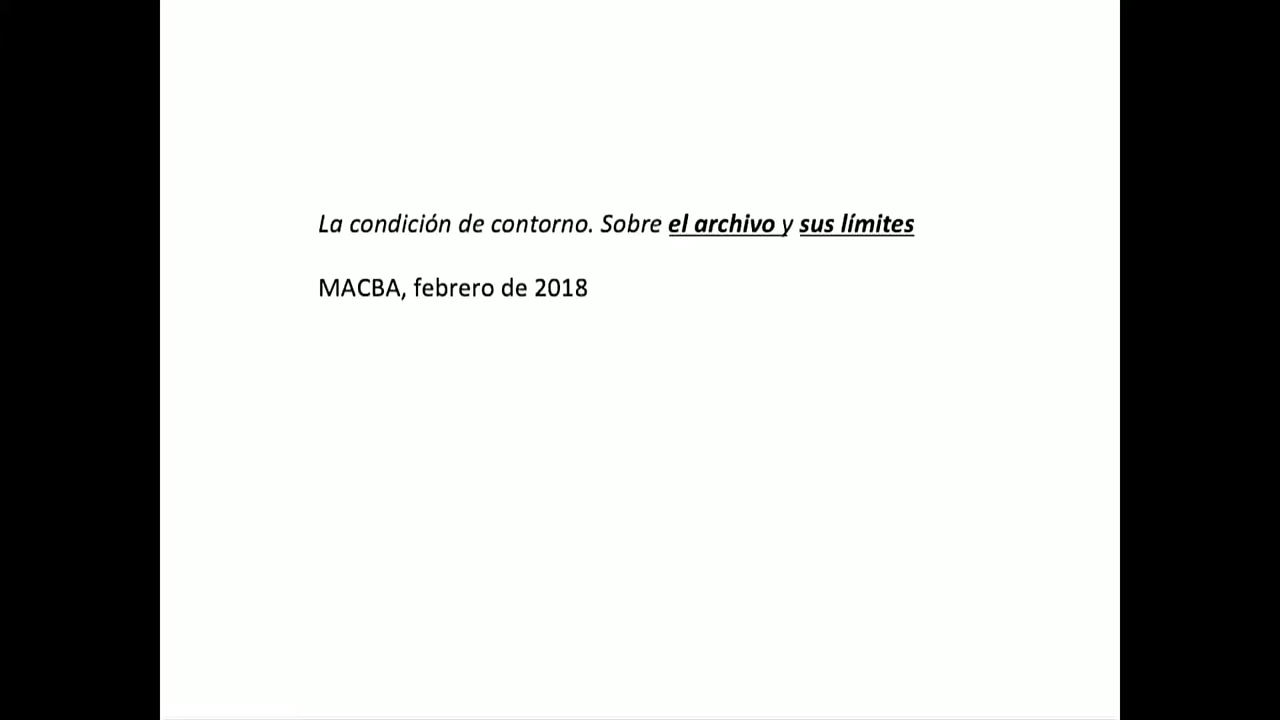 La condición de contorno. Sobre el archivo y sus límites
MACBA, febrero de 2018